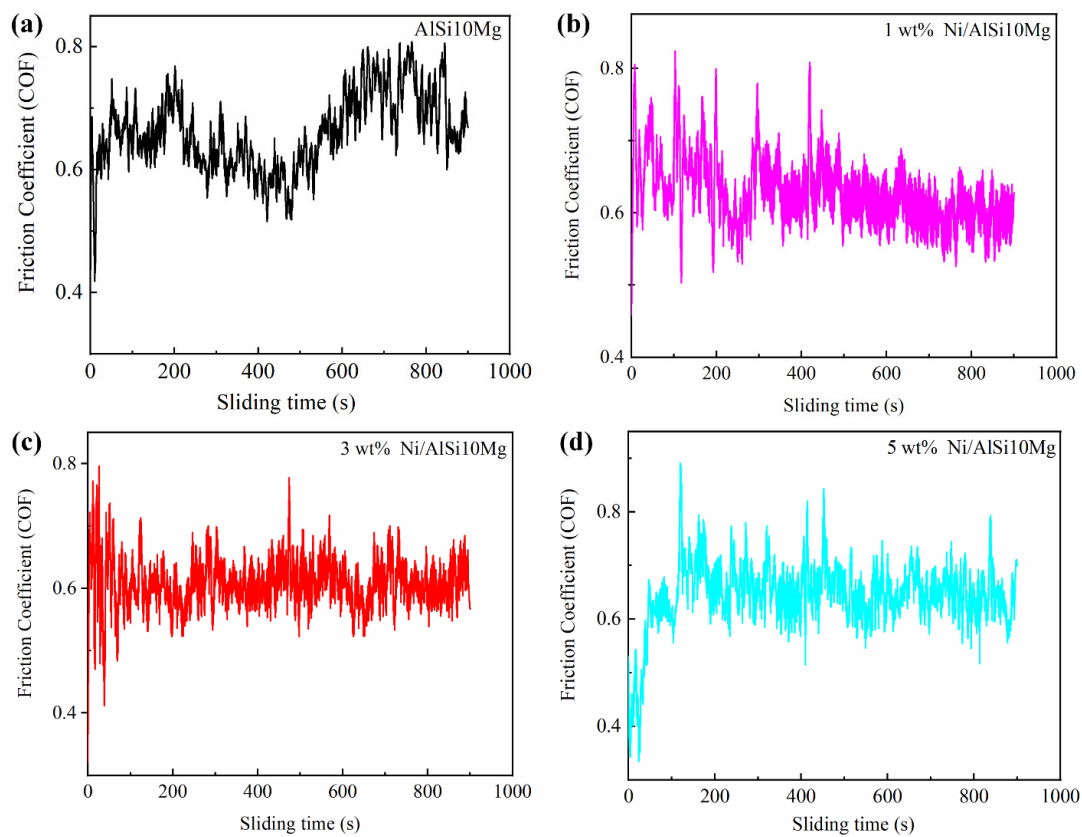 (a)
AlSi10Mg
Friction Coefficient (COF)
0.8
0.6
0.4
0 200 400 600 800 1000
Sliding time (s)
(b)
1 wt% Ni/AlSi10Mg
Friction Coefficient (COF)
0.8
0.6
0.4
0 200 400 600 800 1000
Sliding time (s)
(c)
3 wt% Ni/AlSi10Mg
Friction Coefficient (COF)
0.8
0.6
0.4
0 200 400 600 800 1000
Sliding time (s)
(d)
5 wt% Ni/AlSi10Mg
Friction Coefficient (COF)
0.8
0.6
0.4
0 200 400 600 800 1000
Sliding time (s)